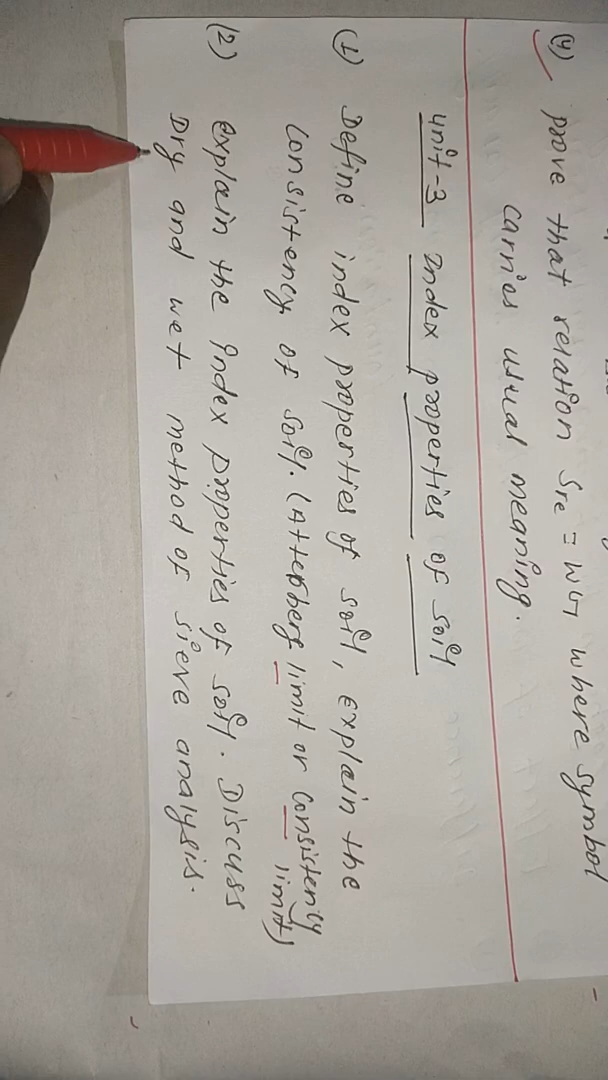 (4) prove that relation Sre = WG, where symbol
carries usual meaning.
Unit-3 Index properties of soil
(1) Define index properties of soil, explain the
consistency of soil. (Atterberg limit or consistency
limit)
(2) Explain the index properties of soil. Discuss
Dry and wet method of sieve analysis.